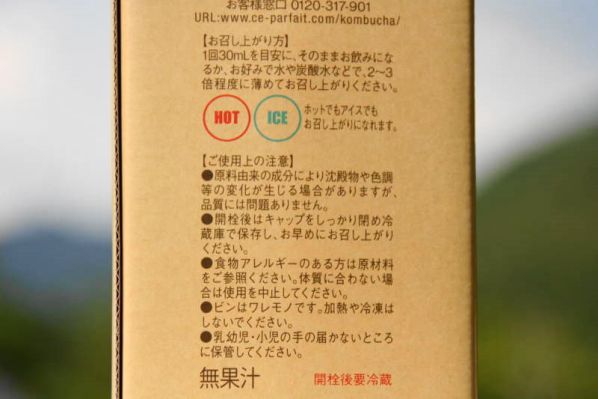 お客様窓口 0120-317-901
URL:www.ce-parfait.com/kombucha/
【お召し上がり方】
1回30mLを目安に、そのままお飲みにな
るか、お好みで水や炭酸水などで、2〜3
倍程度に薄めてお召し上がりください。
HOT ICE ホットでもアイスでも
お召し上がりになれます。
【ご使用上の注意】
●原料由来の成分により沈殿物や色調
等の変化が生じる場合がありますが、
品質には問題ありません。
●開栓後はキャップをしっかり閉め冷
蔵庫で保存し、お早めにお召し上がり
ください。
●食物アレルギーのある方は原材料
をご参照ください。体質に合わない場
合は使用を中止してください。
●ビンはワレモノです。加熱や冷凍は
しないでください。
●乳幼児・小児の手の届かないところ
に保管してください。
無果汁 開栓後要冷蔵